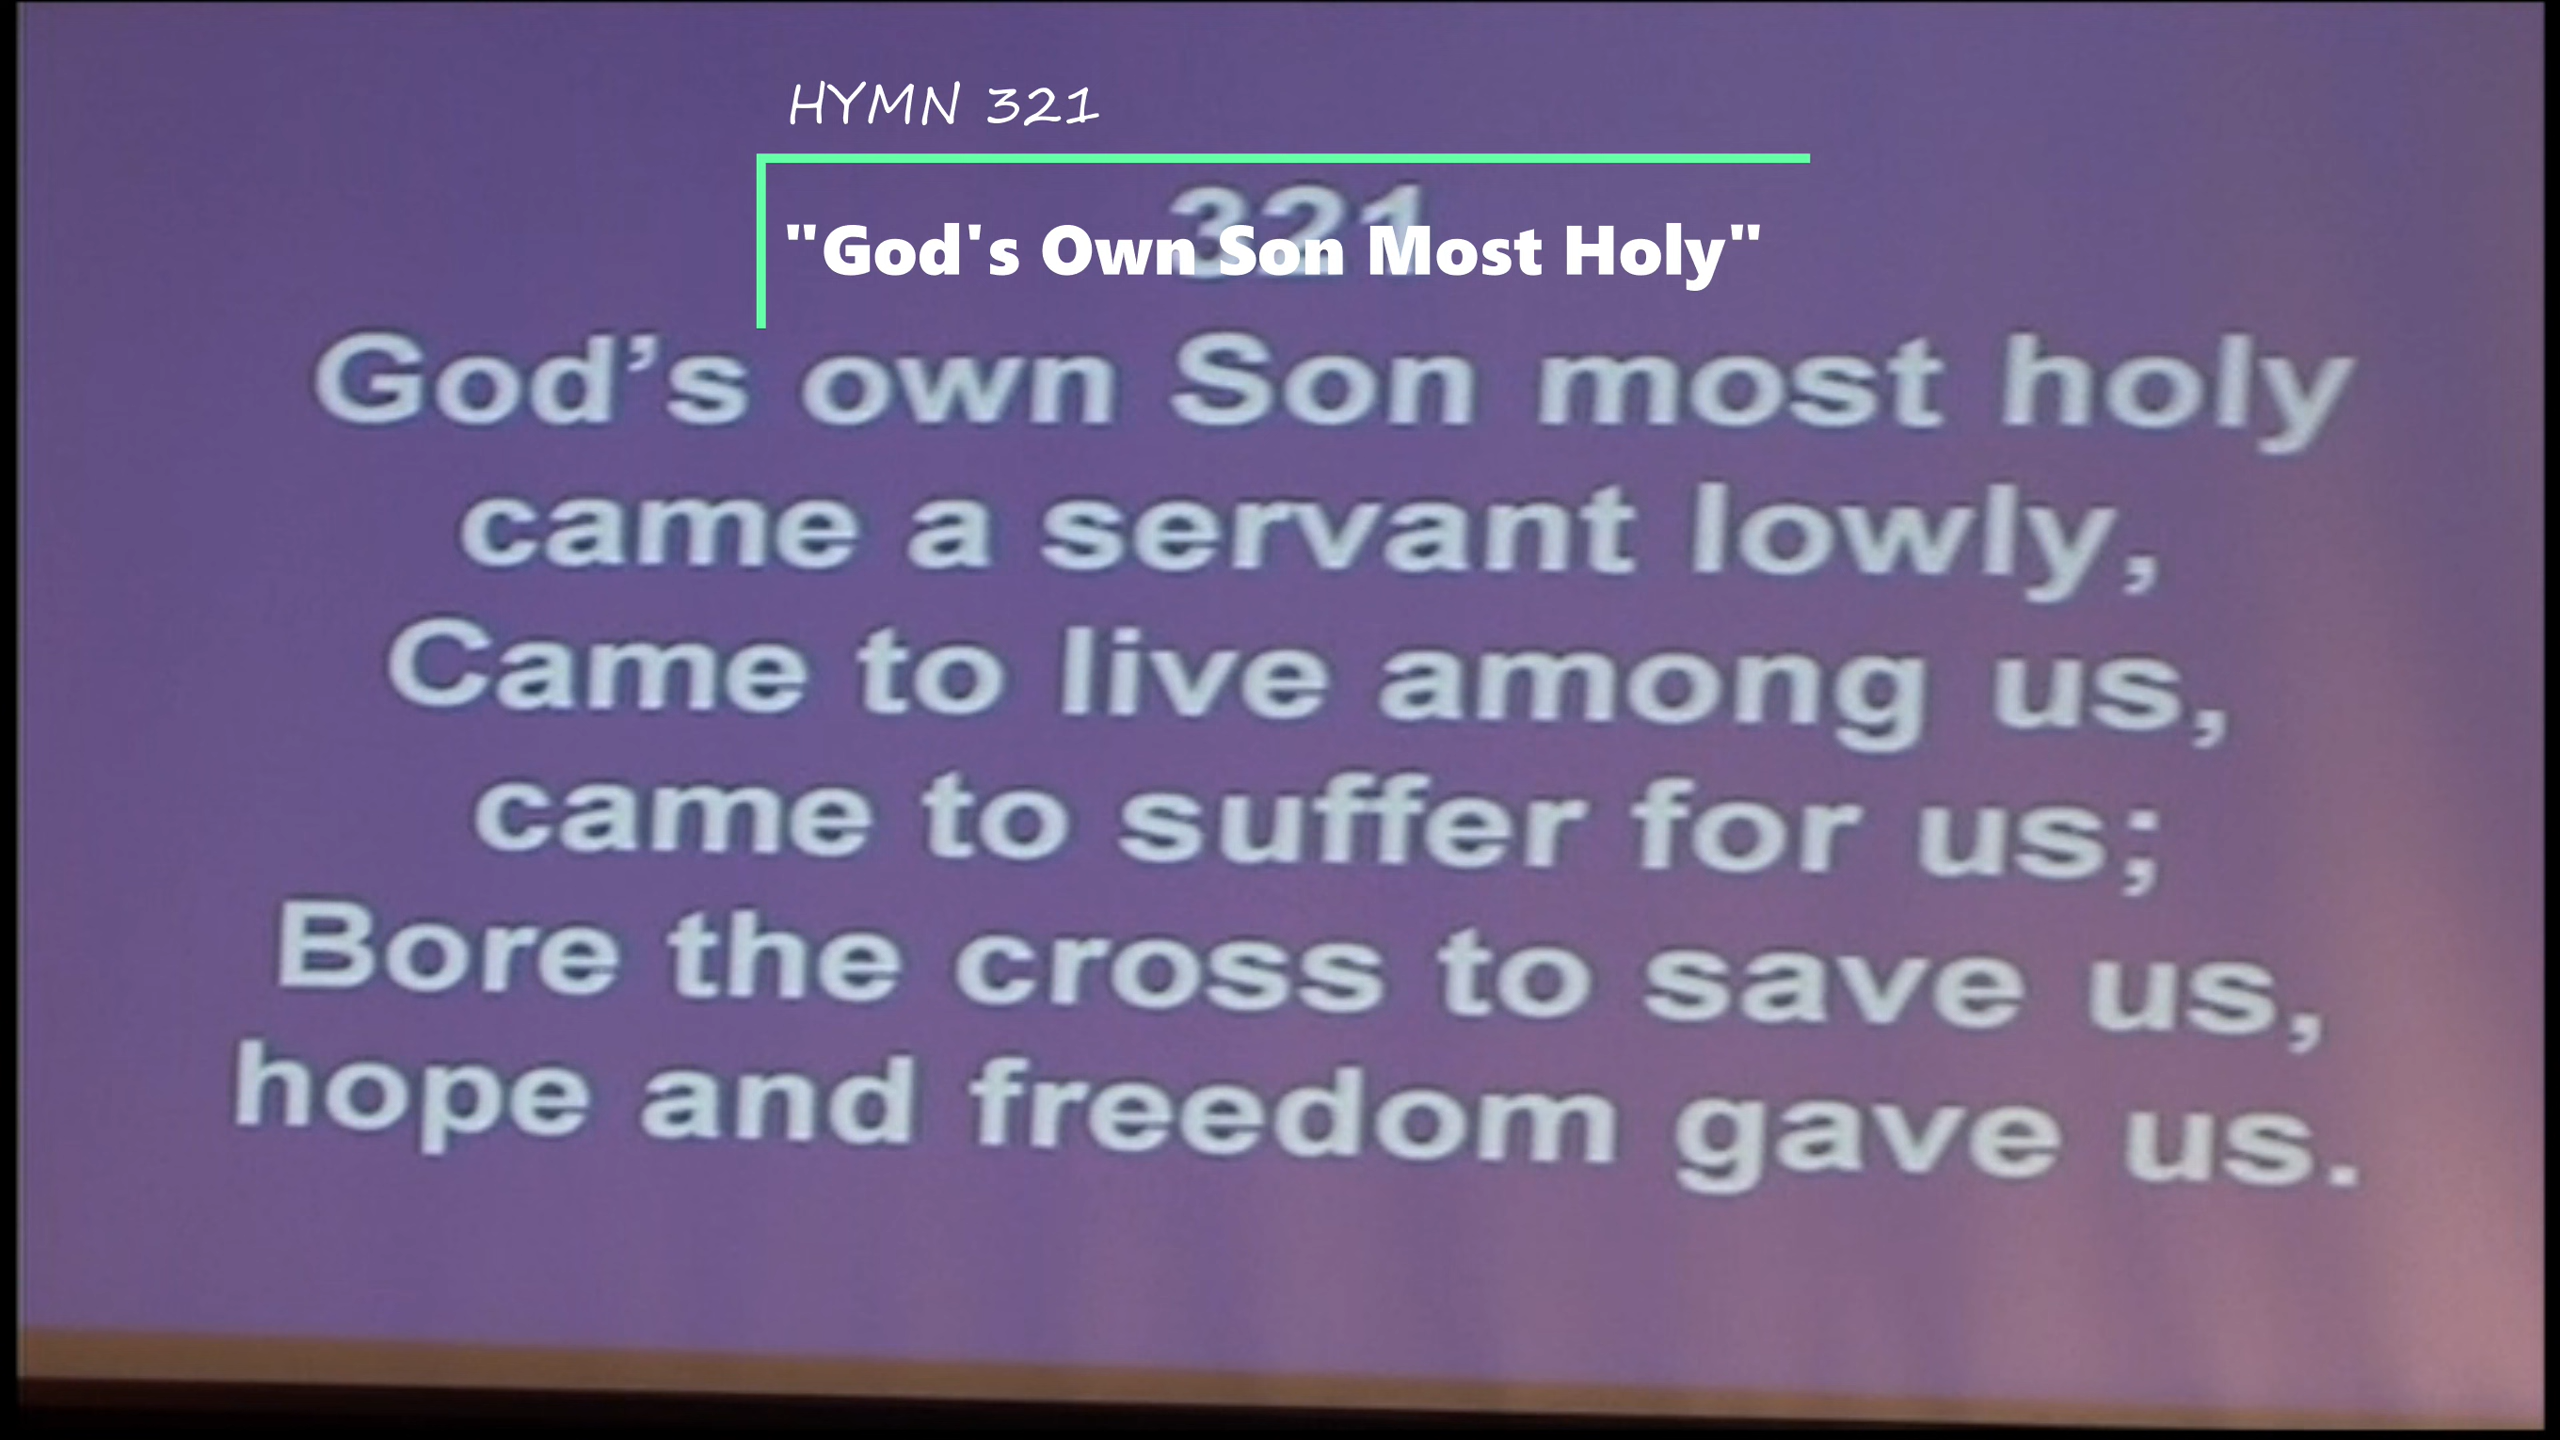 HYMN 321
321
"God's Own Son Most Holy"
God’s own Son most holy
came a servant lowly,
Came to live among us,
came to suffer for us;
Bore the cross to save us,
hope and freedom gave us.